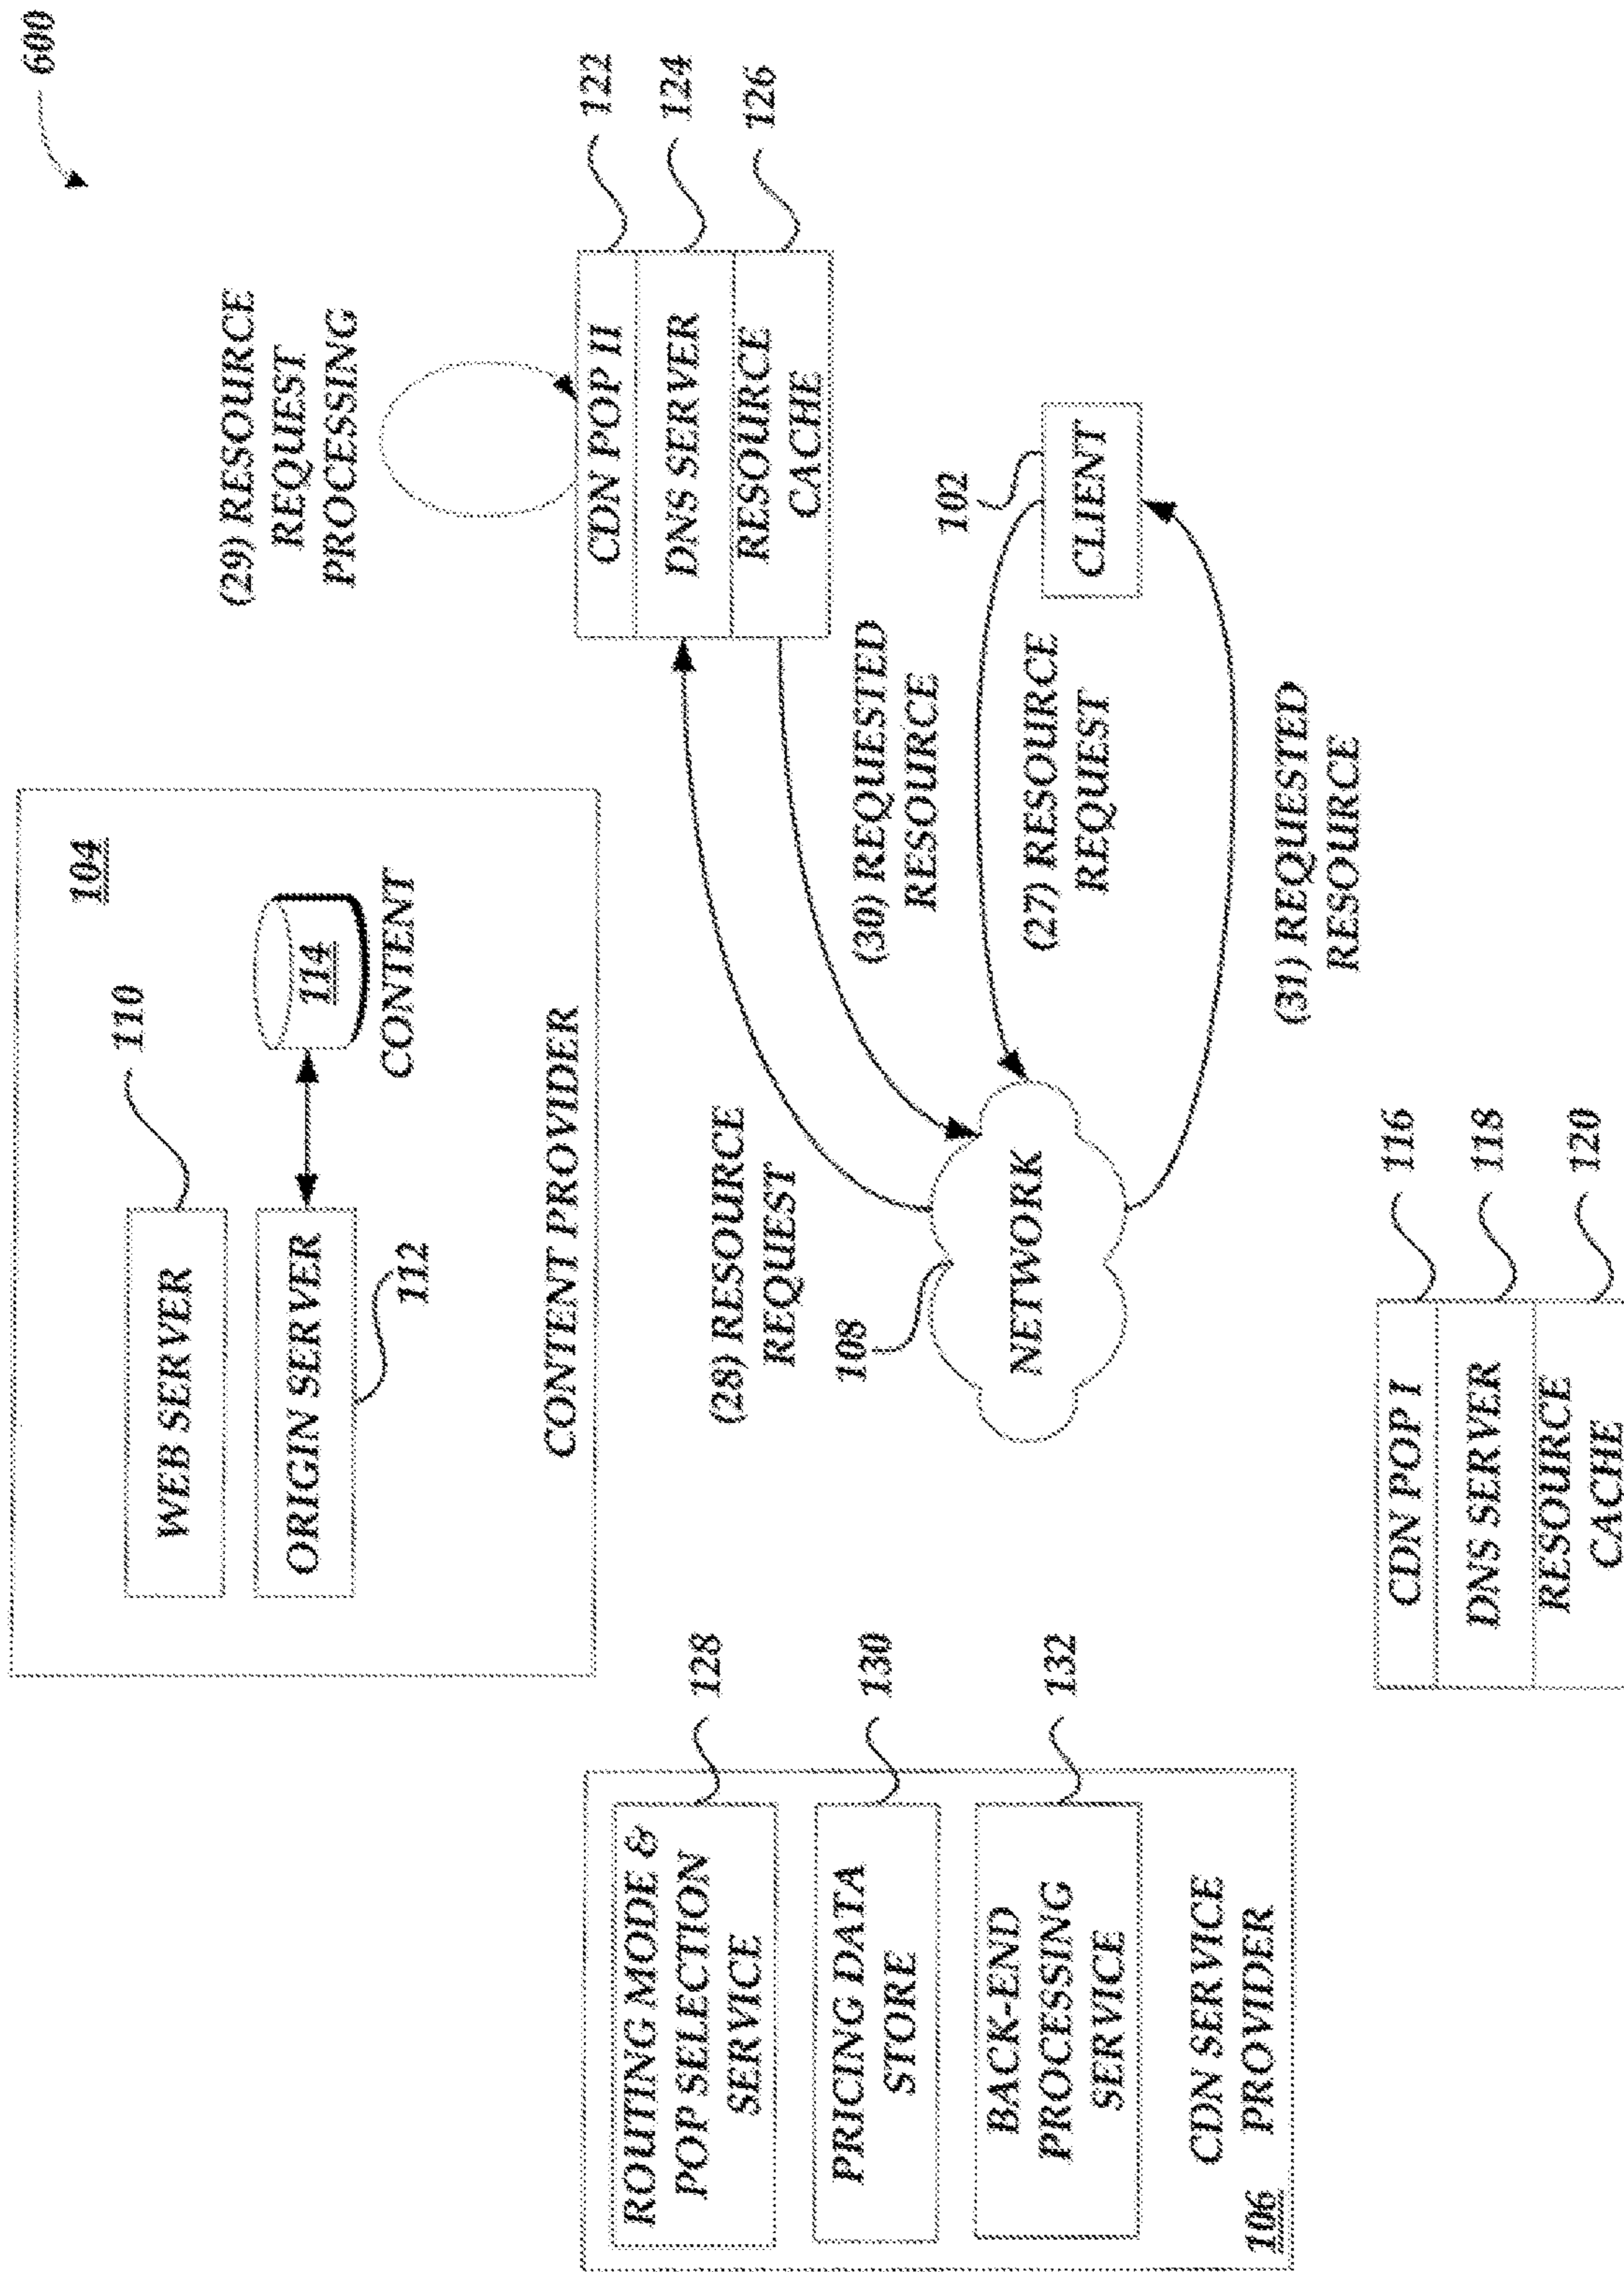 600
104
WEB SERVER
110
ORIGIN SERVER
112
114
CONTENT
CONTENT PROVIDER
(29) RESOURCE
REQUEST
PROCESSING
CDN POP II
DNS SERVER
RESOURCE
CACHE
122
124
126
ROUTING MODE &
POP SELECTION
SERVICE
128
PRICING DATA
STORE
130
BACK-END
PROCESSING
SERVICE
132
CDN SERVICE
PROVIDER
106
(28) RESOURCE
REQUEST
108
NETWORK
(30) REQUESTED
RESOURCE
(27) RESOURCE
REQUEST
102
CLIENT
(31) REQUESTED
RESOURCE
CDN POP I
DNS SERVER
RESOURCE
CACHE
116
118
120